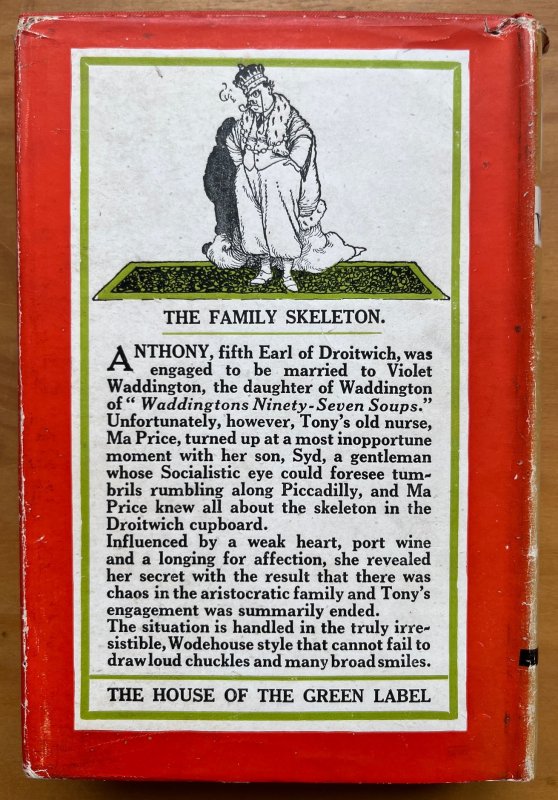 THE FAMILY SKELETON.
ANTHONY, fifth Earl of Droitwich, was
engaged to be married to Violet
Waddington, the daughter of Waddington
of “ Waddingtons Ninety-Seven Soups.”
Unfortunately, however, Tony's old nurse,
Ma Price, turned up at a most inopportune
moment with her son, Syd, a gentleman
whose Socialistic eye could foresee tum-
brils rumbling along Piccadilly, and Ma
Price knew all about the skeleton in the
Droitwich cupboard.
Influenced by a weak heart, port wine
and a longing for affection, she revealed
her secret with the result that there was
chaos in the aristocratic family and Tony's
engagement was summarily ended.
The situation is handled in the truly irre-
sistible, Wodehouse style that cannot fail to
draw loud chuckles and many broad smiles.
THE HOUSE OF THE GREEN LABEL